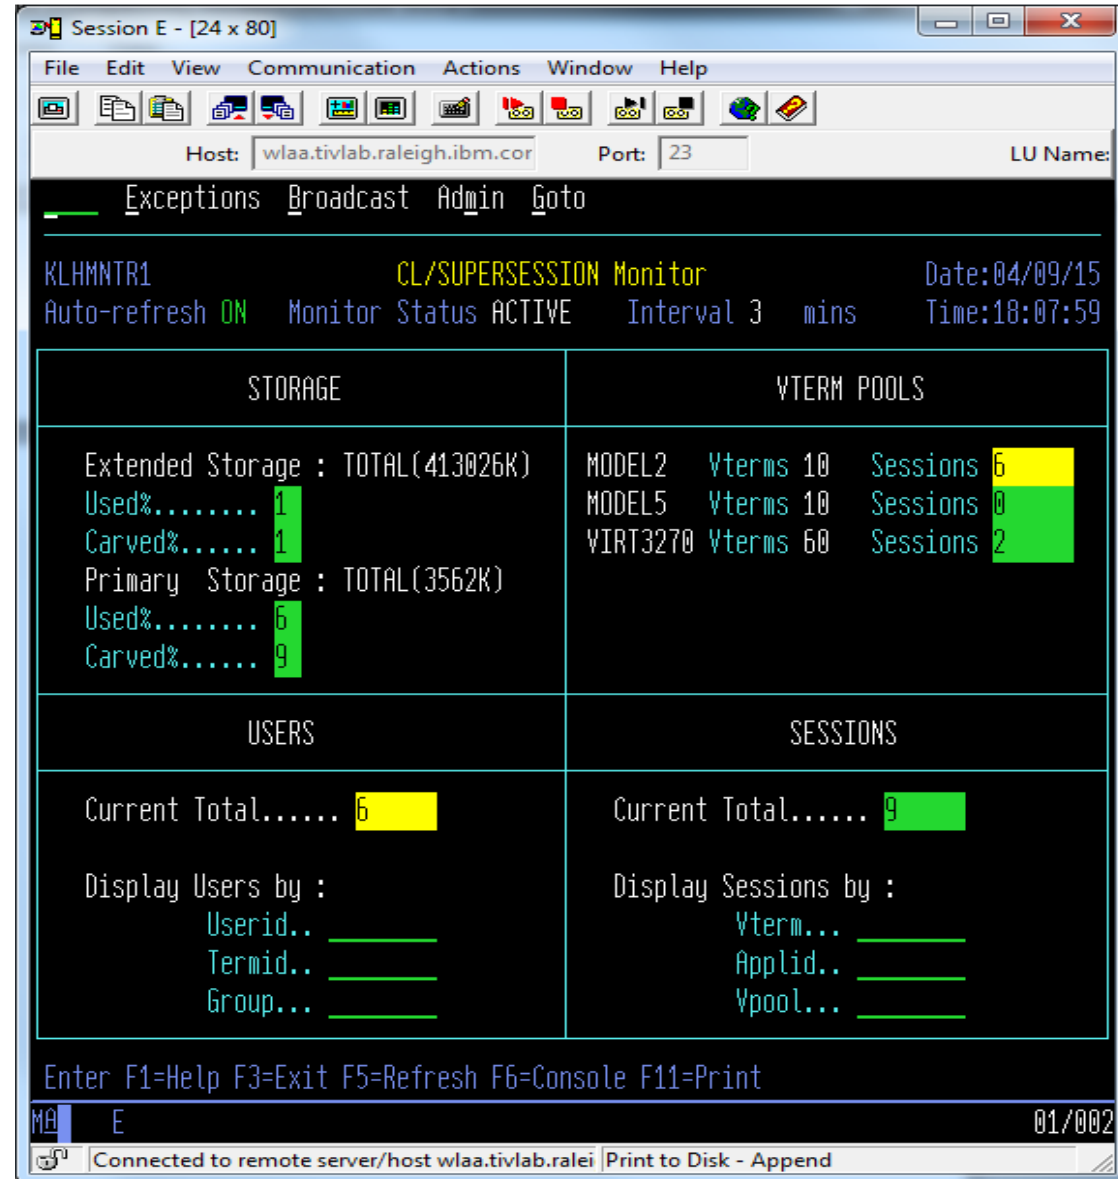 Session E - [24 x 80]
File Edit View Communication Actions Window Help
Host: wlaa.tivlab.raleigh.ibm.cor Port: 23 LU Name:
Exceptions Broadcast Admin Goto
KLHMNTR1 CL/SUPERSESSION Monitor Date:04/09/15
Auto-refresh ON Monitor Status ACTIVE Interval 3 mins Time:18:07:59
STORAGE
Extended Storage : TOTAL(413026K)
Used%........ 1
Carved%...... 1
Primary Storage : TOTAL(3562K)
Used%........ 6
Carved%...... 9
VTERM POOLS
MODEL2 Vterms 10 Sessions 6
MODEL5 Vterms 10 Sessions 0
VIRT3270 Vterms 60 Sessions 2
USERS
Current Total...... 6
Display Users by :
Userid.. ________
Termid.. ________
Group... ________
SESSIONS
Current Total...... 9
Display Sessions by :
Vterm... ________
Applid.. ________
Vpool... ________
Enter F1=Help F3=Exit F5=Refresh F6=Console F11=Print
MA E 01/002
Connected to remote server/host wlaa.tivlab.ralei Print to Disk - Append